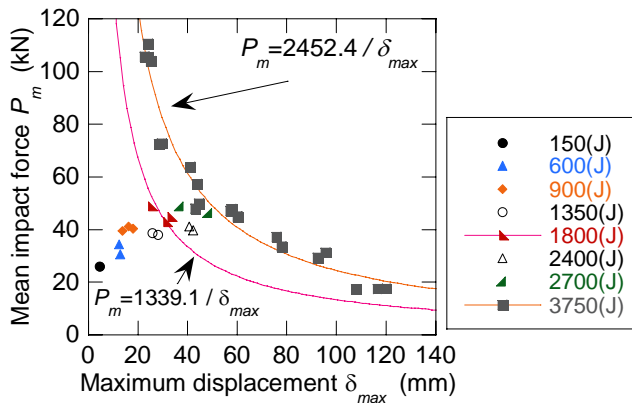 120
100
80
60
40
20
0
Mean impact force P_m (kN)
P_m=2452.4 / δ_max
P_m=1339.1 / δ_max
0 20 40 60 80 100 120 140
Maximum displacement δ_max (mm)
150(J)
600(J)
900(J)
1350(J)
1800(J)
2400(J)
2700(J)
3750(J)